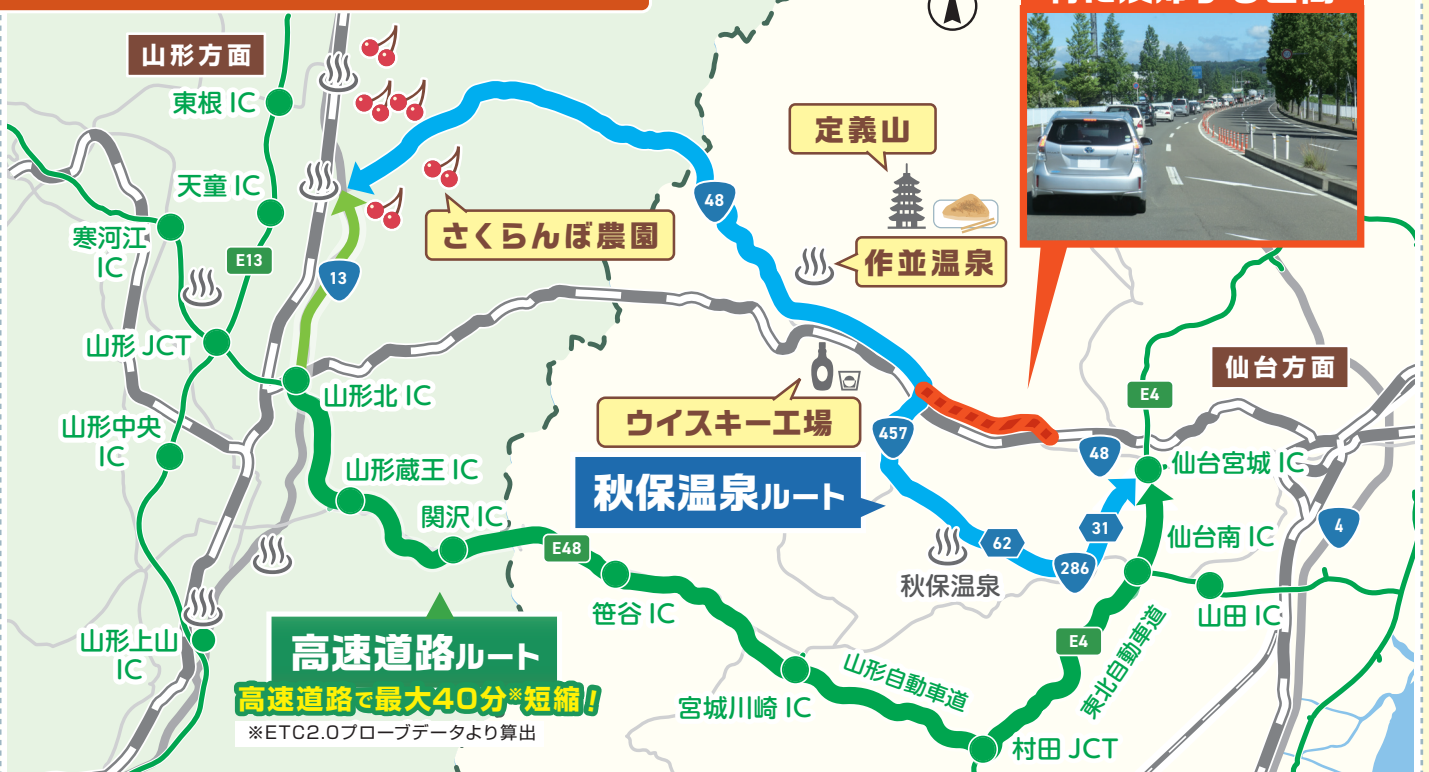 特に渋滞する区間
山形方面
東根 IC
天童 IC
寒河江
IC
E13
13
山形 JCT
山形北 IC
山形中央
IC
山形蔵王 IC
関沢 IC
E48
笹谷 IC
山形上山
IC
高速道路ルート
高速道路で最大40分※短縮!
※ETC2.0プローブデータより算出
宮城川崎 IC
山形自動車道
村田 JCT
東北自動車道
E4
さくらんぼ農園
48
定義山
作並温泉
ウイスキー工場
457
秋保温泉ルート
秋保温泉
62
286
31
48
仙台方面
E4
仙台宮城 IC
仙台南 IC
山田 IC
4